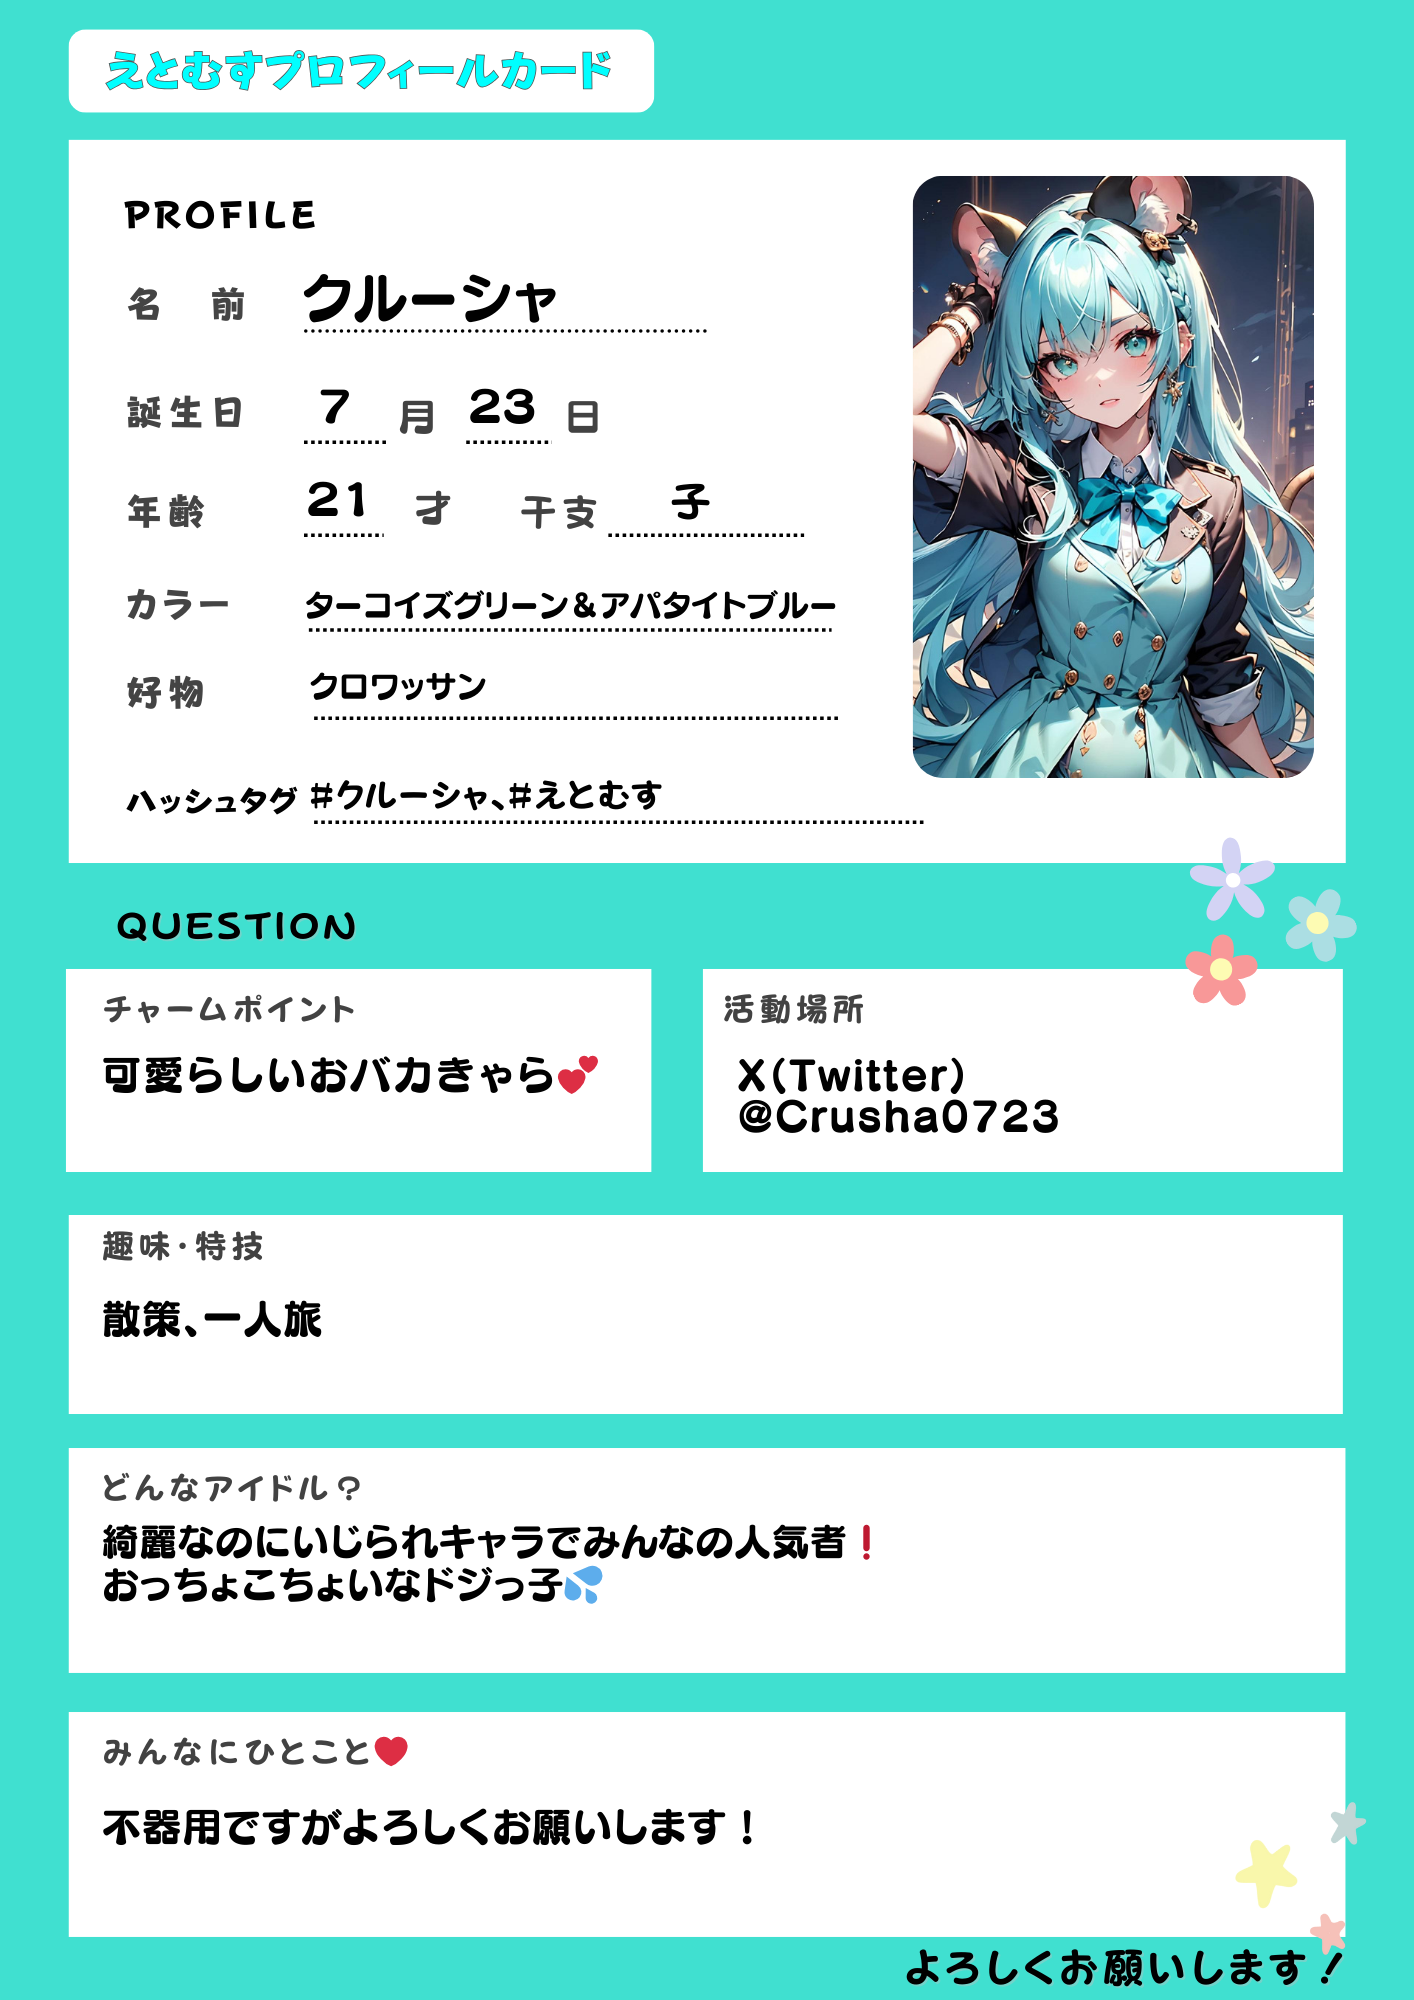 えとむすプロフィールカード
PROFILE
名 前 クルーシャ
誕生日 7 月 23 日
年齢 21 才 干支 子
カラー ターコイズグリーン&アパタイトブルー
好物 クロワッサン
ハッシュタグ #クルーシャ、#えとむす
QUESTION
チャームポイント
可愛らしいおバカきゃら💕
活動場所
X(Twitter)
@Crusha0723
趣味・特技
散策、一人旅
どんなアイドル?
綺麗なのにいじられキャラでみんなの人気者❗
おっちょこちょいなドジっ子💦
みんなにひとこと❤
不器用ですがよろしくお願いします!
よろしくお願いします!